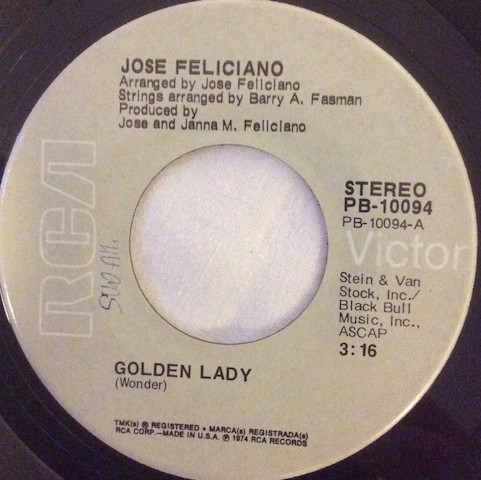 JOSE FELICIANO
Arranged by Jose Feliciano
Strings arranged by Barry A. Fasman
Produced by
Jose and Janna M. Feliciano
RCA
STEREO
PB-10094
PB-10094-A
Victor
Stein & Van
Stock, Inc./
Black Bull
Music, Inc.,
ASCAP
3:16
GOLDEN LADY
(Wonder)
TMK(s) ® REGISTERED • MARCA(s) REGISTRADA(s)
RCA CORP.—MADE IN U.S.A. ℗ 1974 RCA RECORDS